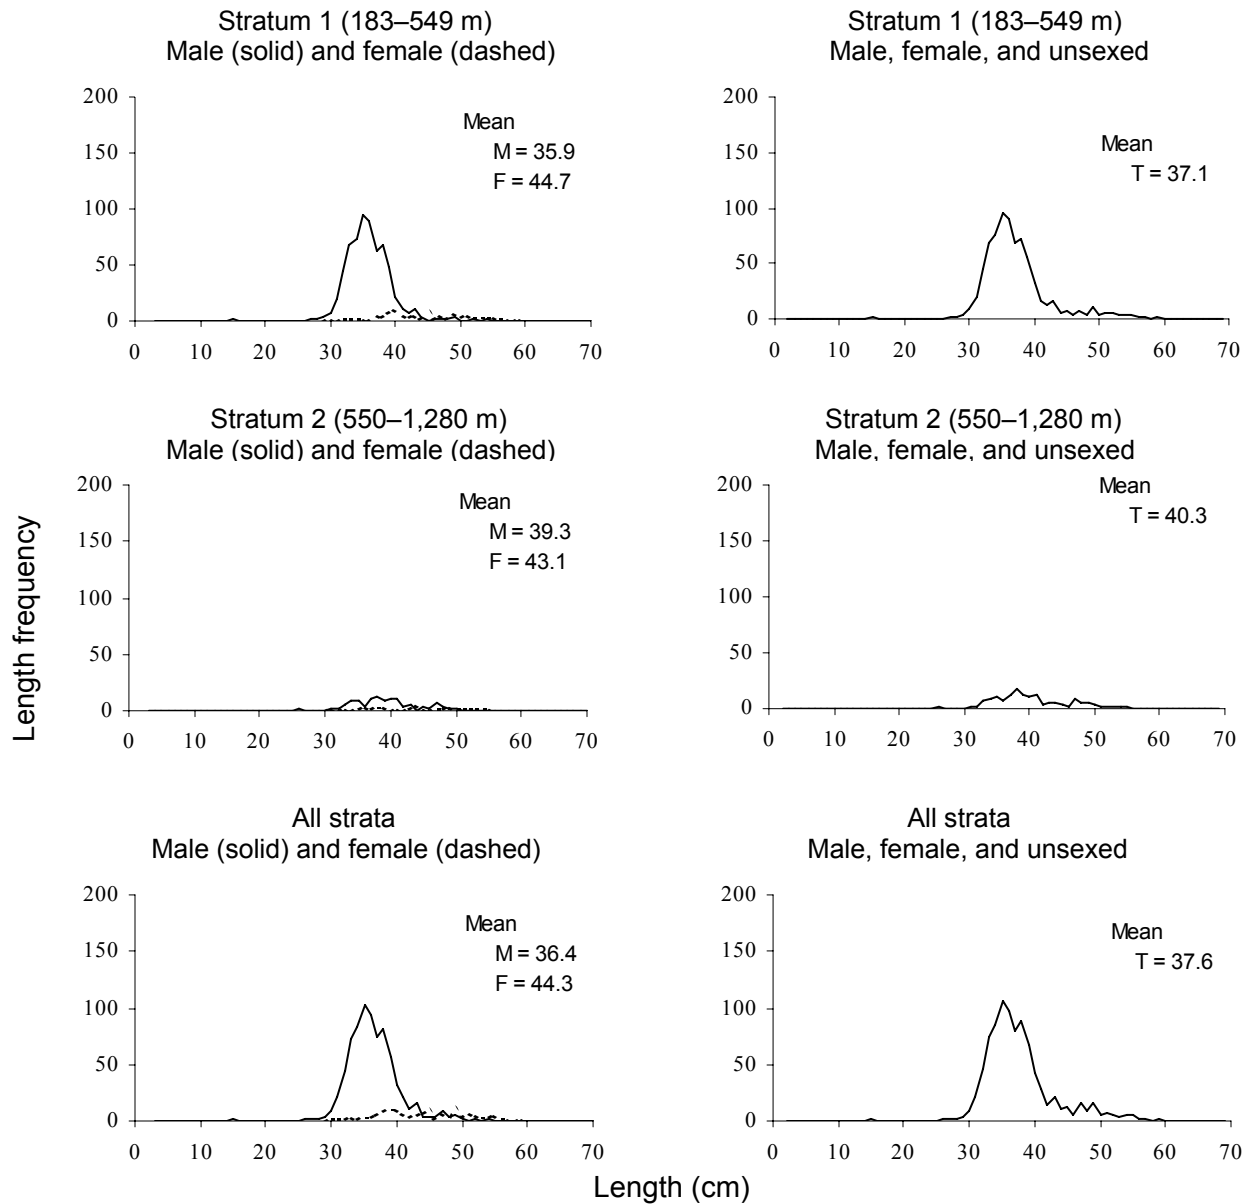 Stratum 1 (183–549 m)
Male (solid) and female (dashed)
200
150
100
50
0
0 10 20 30 40 50 60 70
Mean
M = 35.9
F = 44.7
Stratum 1 (183–549 m)
Male, female, and unsexed
200
150
100
50
0
0 10 20 30 40 50 60 70
Mean
T = 37.1
Stratum 2 (550–1,280 m)
Male (solid) and female (dashed)
200
150
100
50
0
0 10 20 30 40 50 60 70
Mean
M = 39.3
F = 43.1
Stratum 2 (550–1,280 m)
Male, female, and unsexed
200
150
100
50
0
0 10 20 30 40 50 60 70
Mean
T = 40.3
Length frequency
All strata
Male (solid) and female (dashed)
200
150
100
50
0
0 10 20 30 40 50 60 70
Mean
M = 36.4
F = 44.3
All strata
Male, female, and unsexed
200
150
100
50
0
0 10 20 30 40 50 60 70
Mean
T = 37.6
Length (cm)